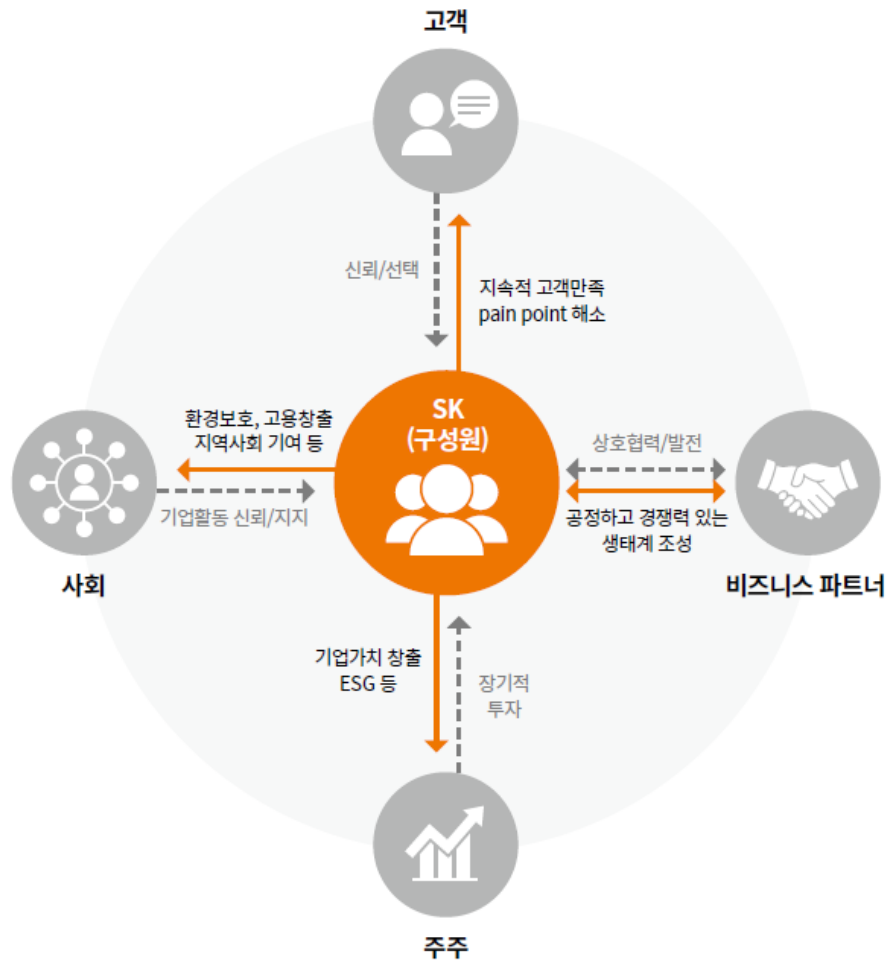 고객
신뢰/선택
지속적 고객만족
pain point 해소
환경보호, 고용창출
지역사회 기여 등
기업활동 신뢰/지지
사회
SK
(구성원)
상호협력/발전
공정하고 경쟁력 있는
생태계 조성
비즈니스 파트너
기업가치 창출
ESG 등
장기적
투자
주주